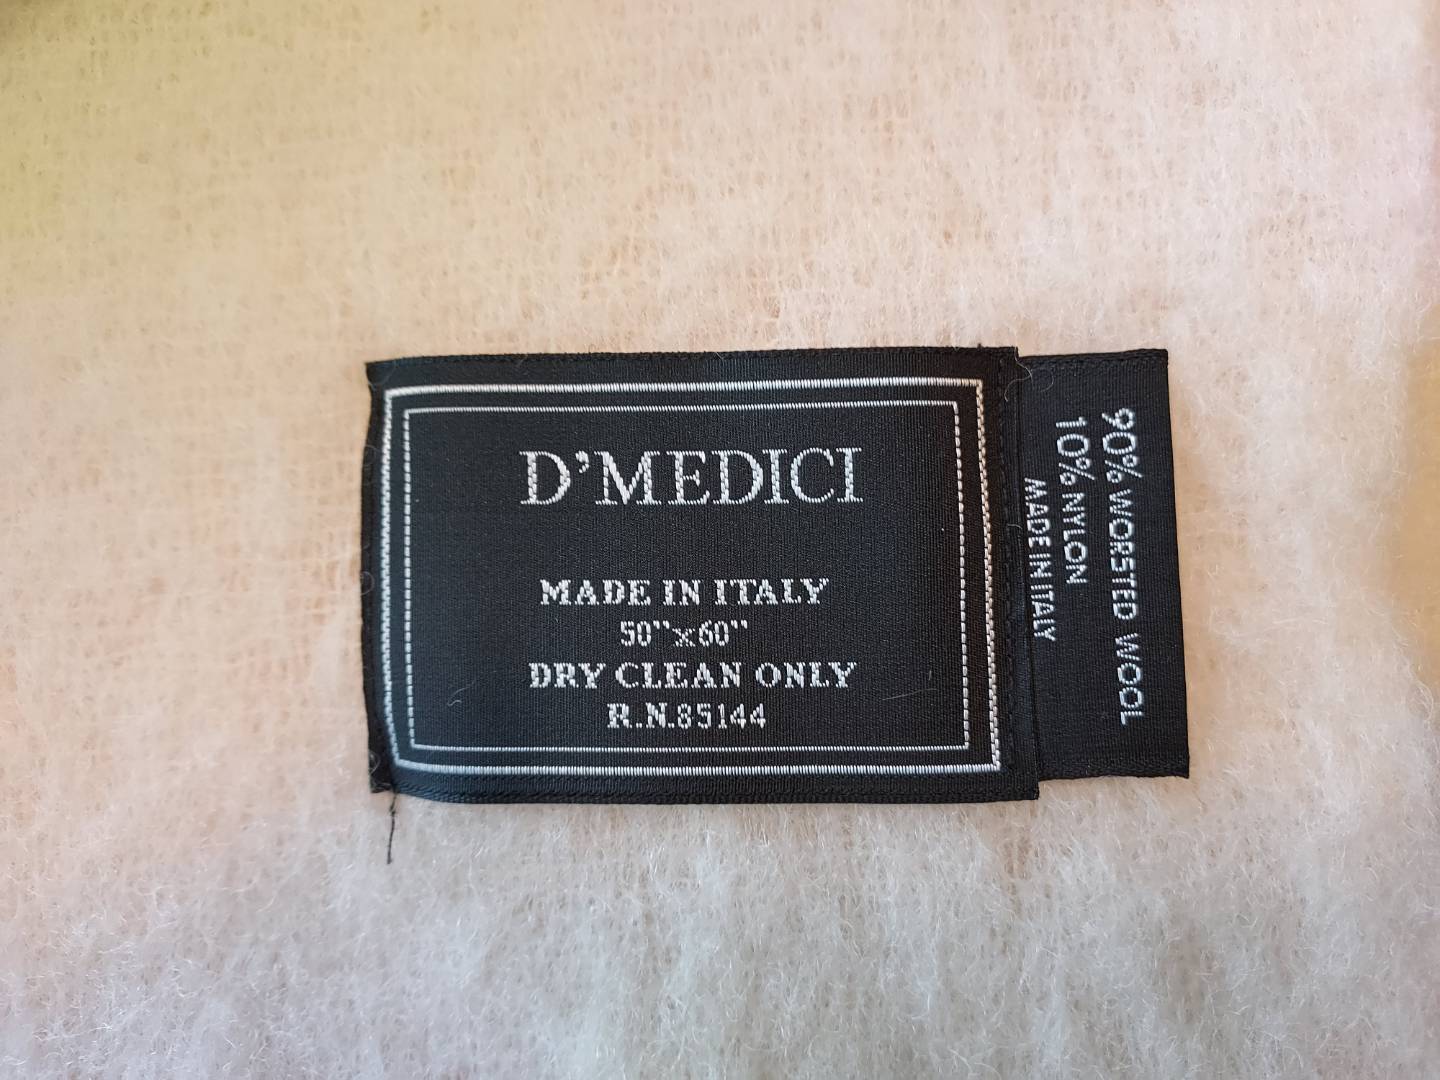 D’MEDICI
MADE IN ITALY
50”x60”
DRY CLEAN ONLY
R.N.85144
90% WORSTED WOOL
10% NYLON
MADE IN ITALY